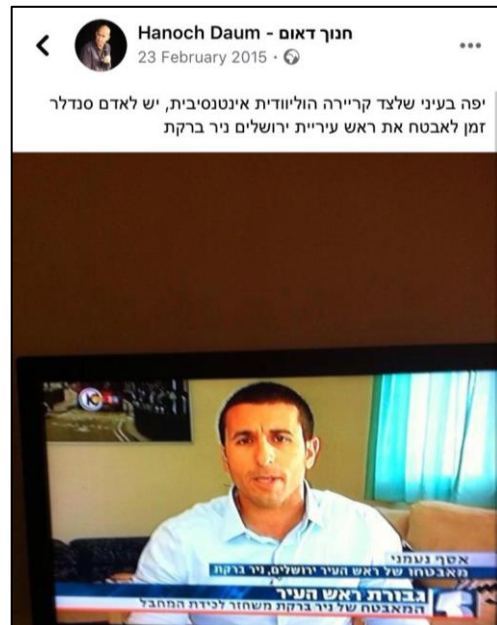 Hanoch Daum - חנוך דאום
23 February 2015
יפה בעיני שלצד קריירה הוליוודית אינטנסיבית, יש לאדם סנדלר
זמן לאבטח את ראש עיריית ירושלים ניר ברקת
אסף נעמני
מאבטחו של ראש העיר ירושלים, ניר ברקת
גבורת ראש העיר
המאבטח של ניר ברקת משחזר לכידת המחבל